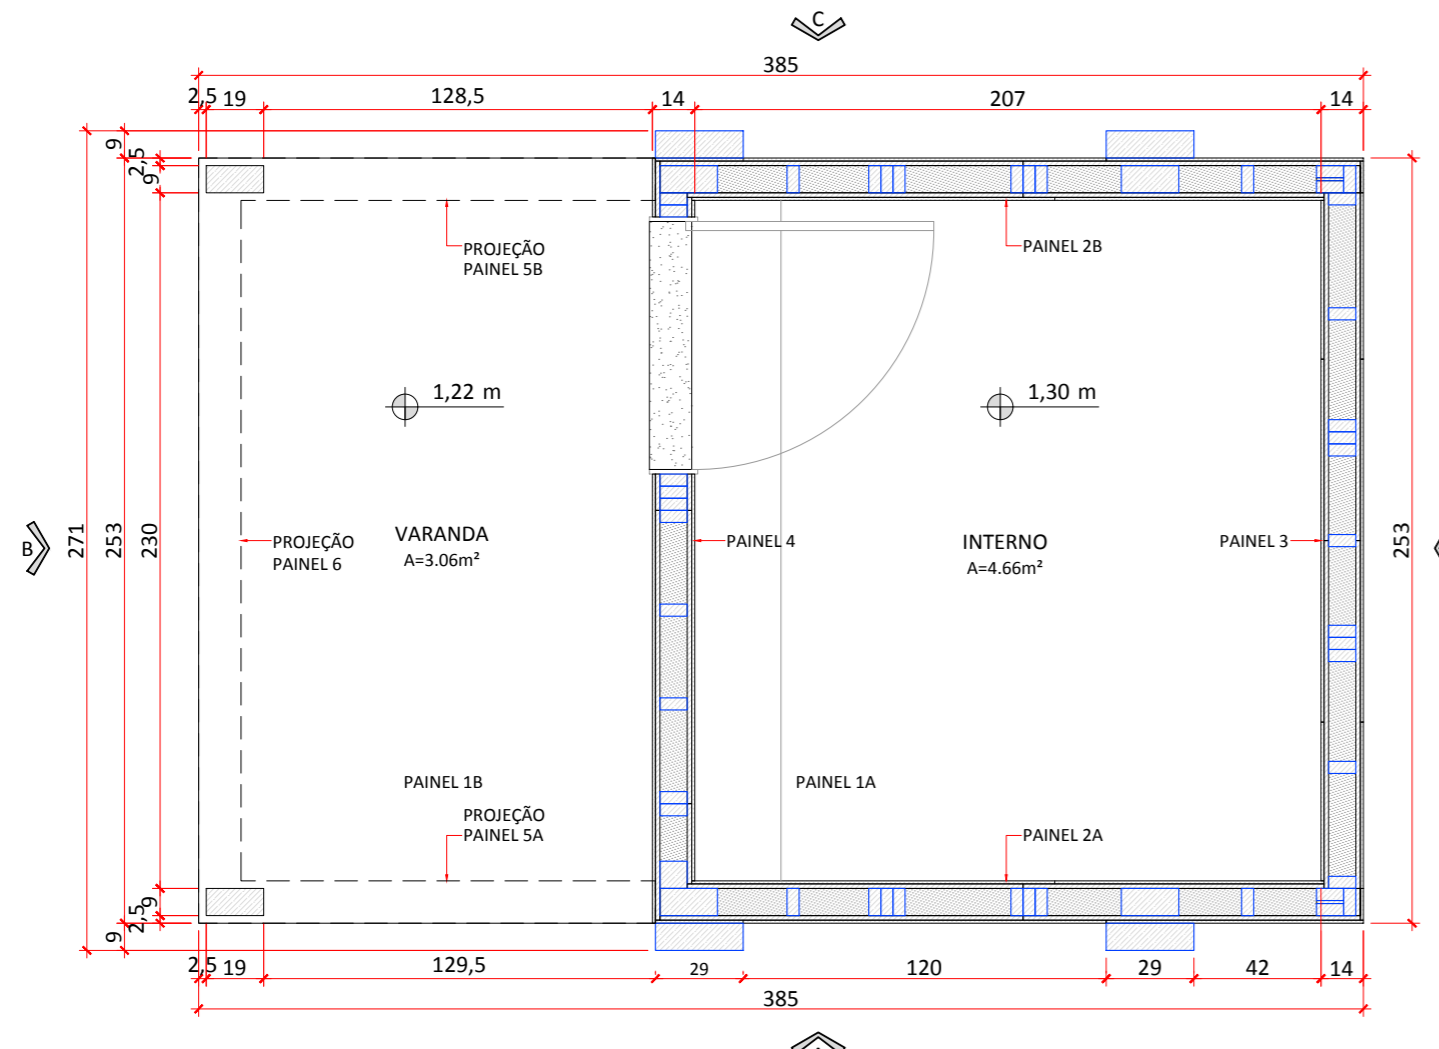 C
385
2,5 19 128,5 14 207 14
9
2,5
9
PROJEÇÃO
PAINEL 5B
PAINEL 2B
1,22 m
1,30 m
B
271
253
230
PROJEÇÃO
PAINEL 6
VARANDA
A=3.06m²
PAINEL 4
INTERNO
A=4.66m²
PAINEL 3
253
PAINEL 1B
PAINEL 1A
PROJEÇÃO
PAINEL 5A
PAINEL 2A
9
2,5
9
2,5 19 129,5 29 120 29 42 14
385